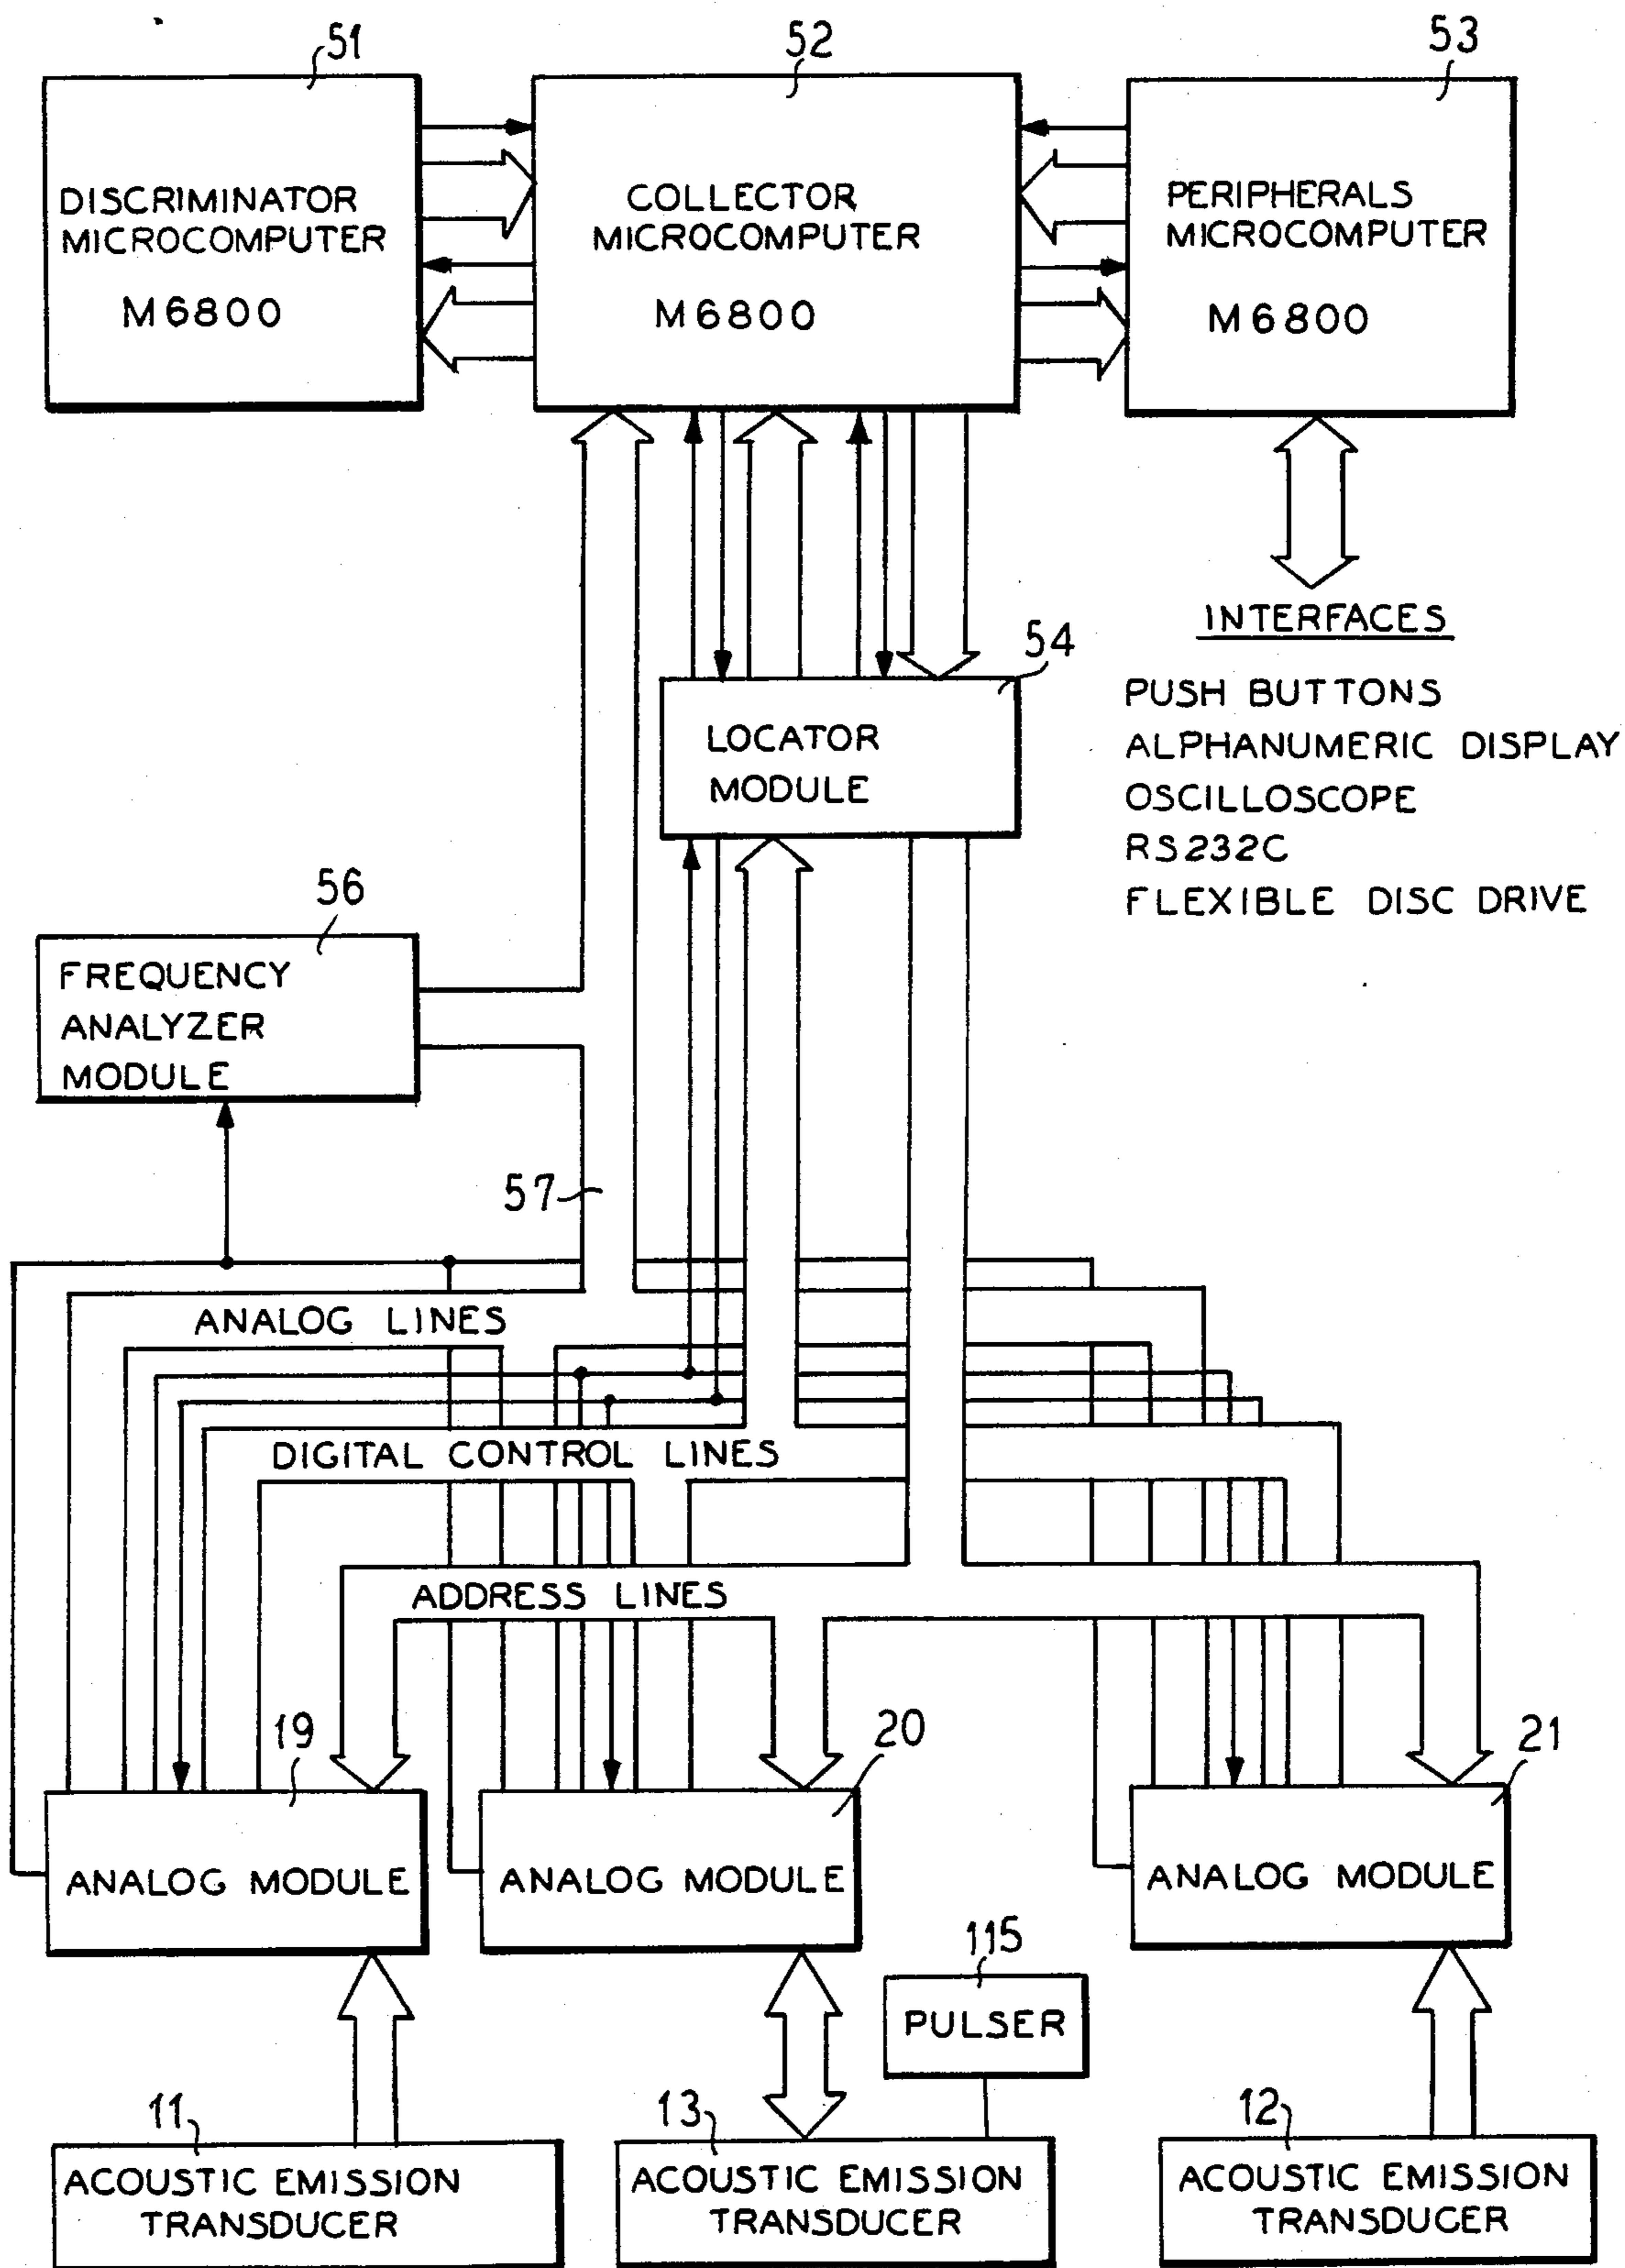 51
52
53
DISCRIMINATOR
MICROCOMPUTER
M6800
COLLECTOR
MICROCOMPUTER
M6800
PERIPHERALS
MICROCOMPUTER
M6800
INTERFACES
PUSH BUTTONS
ALPHANUMERIC DISPLAY
OSCILLOSCOPE
RS232C
FLEXIBLE DISC DRIVE
54
LOCATOR
MODULE
56
FREQUENCY
ANALYZER
MODULE
57
ANALOG LINES
DIGITAL CONTROL LINES
ADDRESS LINES
19
20
21
ANALOG MODULE
ANALOG MODULE
ANALOG MODULE
115
PULSER
11
13
12
ACOUSTIC EMISSION
TRANSDUCER
ACOUSTIC EMISSION
TRANSDUCER
ACOUSTIC EMISSION
TRANSDUCER